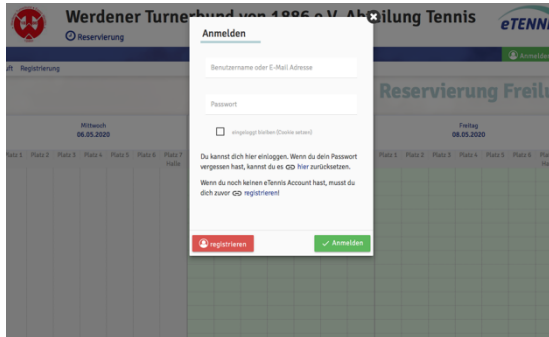 Werdener Turnerbund von 1886 e.V. Abteilung Tennis
Reservierung
eTENNI
Anmelden
uft Registrierung
Anmelden
Benutzername oder E-Mail Adresse
Passwort
eingeloggt bleiben (Cookie setzen)
Du kannst dich hier einloggen. Wenn du dein Passwort
vergessen hast, kannst du es hier zurücksetzen.
Wenn du noch keinen eTennis Account hast, musst du
dich zuvor registrieren!
registrieren
Anmelden
Reservierung Freilu
Mittwoch
06.05.2020
Freitag
08.05.2020
Platz 1 Platz 2 Platz 3 Platz 4 Platz 5 Platz 6 Platz 7
Halle
Platz 1 Platz 2 Platz 3 Platz 4 Platz 5 Platz 6 Pla
Ha